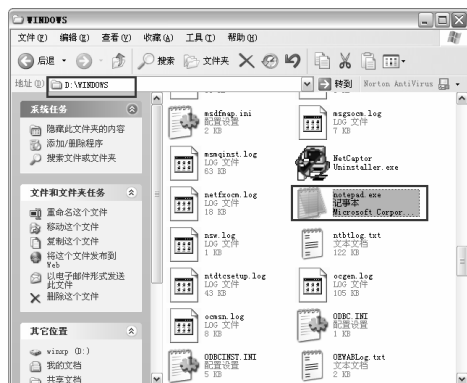 WINDOWS
文件(F) 编辑(E) 查看(V) 收藏(A) 工具(T) 帮助(H)
后退 搜索 文件夹
地址(D) D:\WINDOWS 转到 Norton AntiVirus
系统任务
隐藏此文件夹的内容
添加/删除程序
搜索文件或文件夹
文件和文件夹任务
重命名这个文件
移动这个文件
复制这个文件
将这个文件发布到
Web
以电子邮件形式发送
此文件
删除这个文件
其它位置
winxp (D:)
我的文档
共享文档
msdfmap.ini
配置设置
2 KB
msgsocm.log
LOG 文件
7 KB
msmqinst.log
LOG 文件
63 KB
NetCaptor
Uninstaller.exe
netfxocm.log
LOG 文件
18 KB
notepad.exe
记事本
Microsoft Corpor...
nsw.log
LOG 文件
1 KB
ntbtlog.txt
文本文档
122 KB
ntdtcsetup.log
LOG 文件
43 KB
ocgen.log
LOG 文件
105 KB
ocmsn.log
LOG 文件
8 KB
ODBC.INI
配置设置
1 KB
ODBCINST.INI
配置设置
5 KB
OEWABLog.txt
文本文档
2 KB